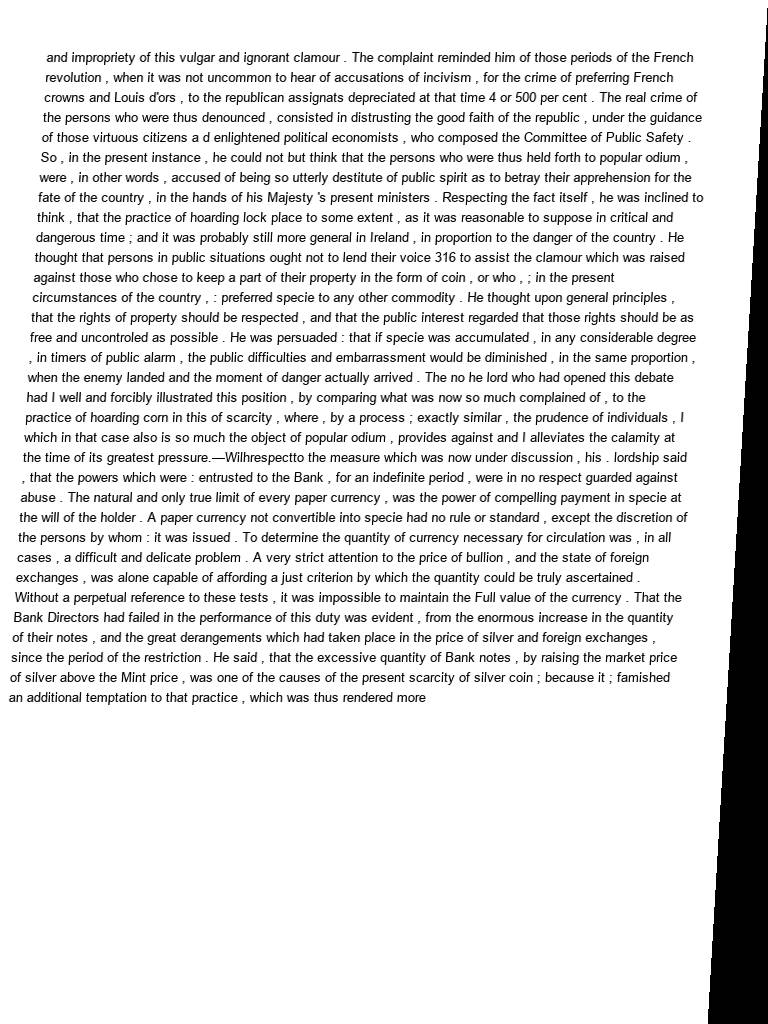 and impropriety of this vulgar and ignorant clamour . The complaint reminded him of those periods of the French
revolution , when it was not uncommon to hear of accusations of incivism , for the crime of preferring French
crowns and Louis d'ors , to the republican assignats depreciated at that time 4 or 500 per cent . The real crime of
the persons who were thus denounced , consisted in distrusting the good faith of the republic , under the guidance
of those virtuous citizens a d enlightened political economists , who composed the Committee of Public Safety .
So , in the present instance , he could not but think that the persons who were thus held forth to popular odium ,
were , in other words , accused of being so utterly destitute of public spirit as to betray their apprehension for the
fate of the country , in the hands of his Majesty 's present ministers . Respecting the fact itself , he was inclined to
think , that the practice of hoarding lock place to some extent , as it was reasonable to suppose in critical and
dangerous time ; and it was probably still more general in Ireland , in proportion to the danger of the country . He
thought that persons in public situations ought not to lend their voice 316 to assist the clamour which was raised
against those who chose to keep a part of their property in the form of coin , or who , ; in the present
circumstances of the country , : preferred specie to any other commodity . He thought upon general principles ,
that the rights of property should be respected , and that the public interest regarded that those rights should be as
free and uncontroled as possible . He was persuaded : that if specie was accumulated , in any considerable degree
, in timers of public alarm , the public difficulties and embarrassment would be diminished , in the same proportion ,
when the enemy landed and the moment of danger actually arrived . The no he lord who had opened this debate
had I well and forcibly illustrated this position , by comparing what was now so much complained of , to the
practice of hoarding corn in this of scarcity , where , by a process ; exactly similar , the prudence of individuals , I
which in that case also is so much the object of popular odium , provides against and I alleviates the calamity at
the time of its greatest pressure.—Wilhrespectto the measure which was now under discussion , his . lordship said
, that the powers which were : entrusted to the Bank , for an indefinite period , were in no respect guarded against
abuse . The natural and only true limit of every paper currency , was the power of compelling payment in specie at
the will of the holder . A paper currency not convertible into specie had no rule or standard , except the discretion of
the persons by whom : it was issued . To determine the quantity of currency necessary for circulation was , in all
cases , a difficult and delicate problem . A very strict attention to the price of bullion , and the state of foreign
exchanges , was alone capable of affording a just criterion by which the quantity could be truly ascertained .
Without a perpetual reference to these tests , it was impossible to maintain the Full value of the currency . That the
Bank Directors had failed in the performance of this duty was evident , from the enormous increase in the quantity
of their notes , and the great derangements which had taken place in the price of silver and foreign exchanges ,
since the period of the restriction . He said , that the excessive quantity of Bank notes , by raising the market price
of silver above the Mint price , was one of the causes of the present scarcity of silver coin ; because it ; famished
an additional temptation to that practice , which was thus rendered more